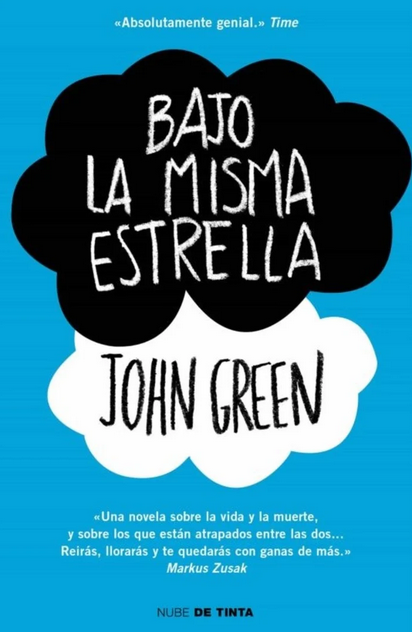 «Absolutamente genial.» Time
BAJO
LA MISMA
ESTRELLA
JOHN GREEN
«Una novela sobre la vida y la muerte,
y sobre los que están atrapados entre las dos...
Reirás, llorarás y te quedarás con ganas de más.»
Markus Zusak
NUBE DE TINTA